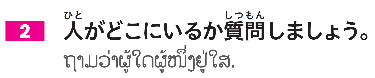 2 人がどこにいるか質問しましょう。
ຖາມວ່າຜູ້ໃດຜູ້ໜຶ່ງຢູ່ໃສ.